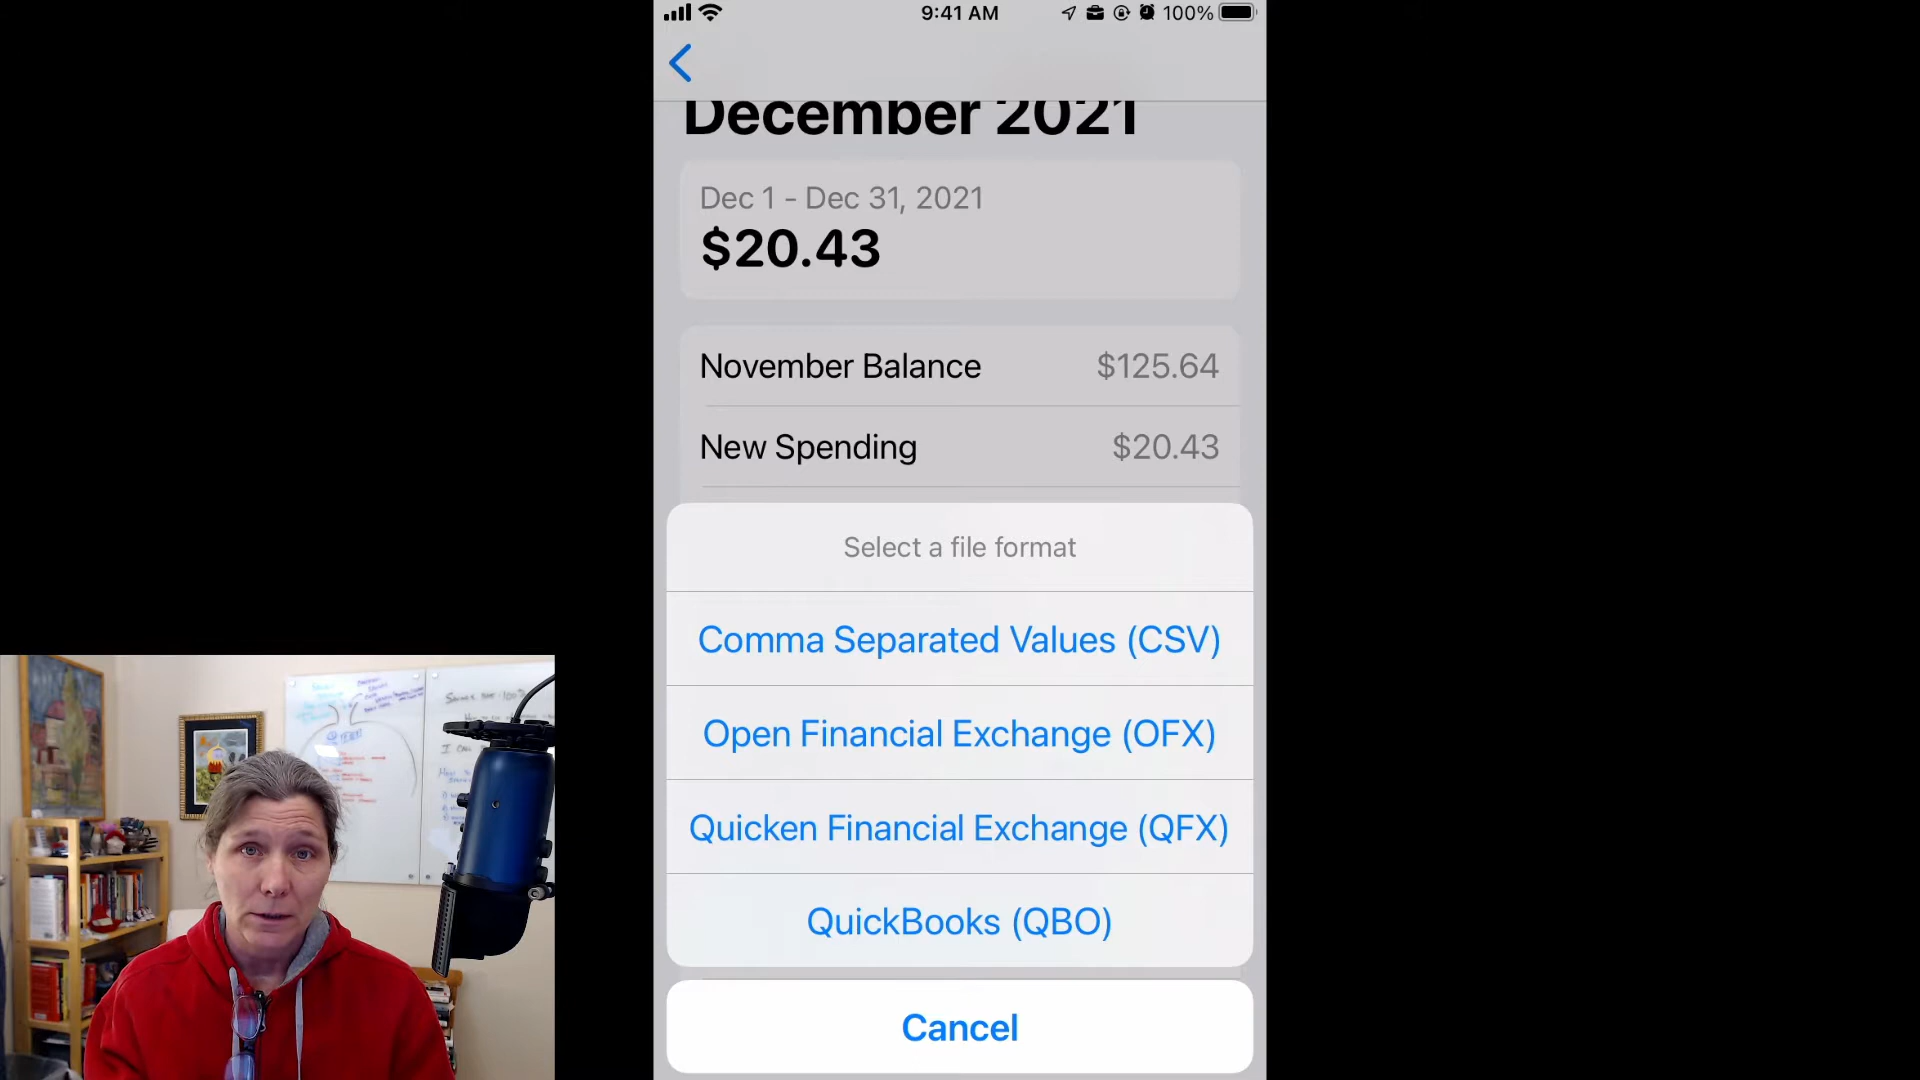 9:41 AM
100%
December 2021
Dec 1 - Dec 31, 2021
$20.43
November Balance $125.64
New Spending $20.43
Select a file format
Comma Separated Values (CSV)
Open Financial Exchange (OFX)
Quicken Financial Exchange (QFX)
QuickBooks (QBO)
Cancel